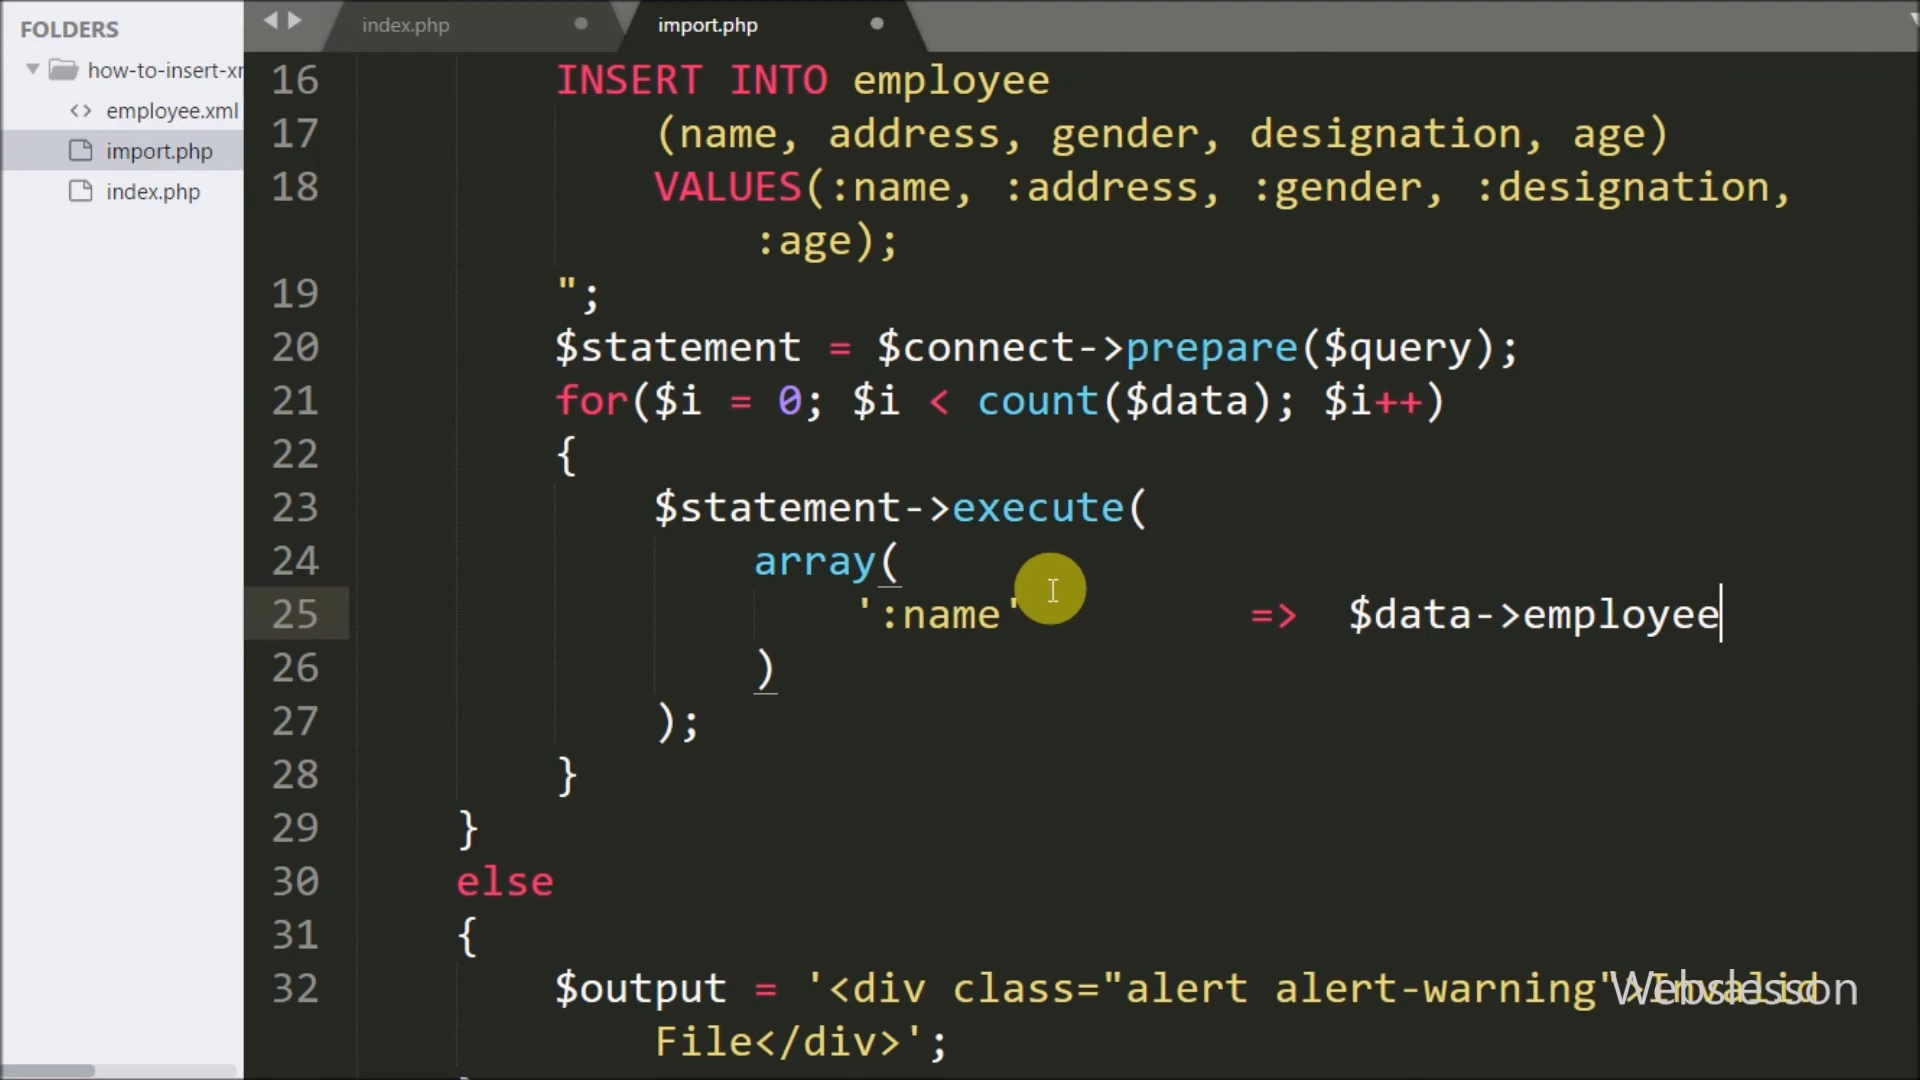 FOLDERS
how-to-insert-xr
employee.xml
import.php
index.php
index.php
import.php
16 INSERT INTO employee
17 (name, address, gender, designation, age)
18 VALUES(:name, :address, :gender, :designation,
:age);
19 ";
20 $statement = $connect->prepare($query);
21 for($i = 0; $i < count($data); $i++)
22 {
23 $statement->execute(
24 array(
25 ':name' => $data->employee
26 )
27 );
28 }
29 }
30 else
31 {
32 $output = '<div class="alert alert-warning">Invalid
File</div>';
Webslesson